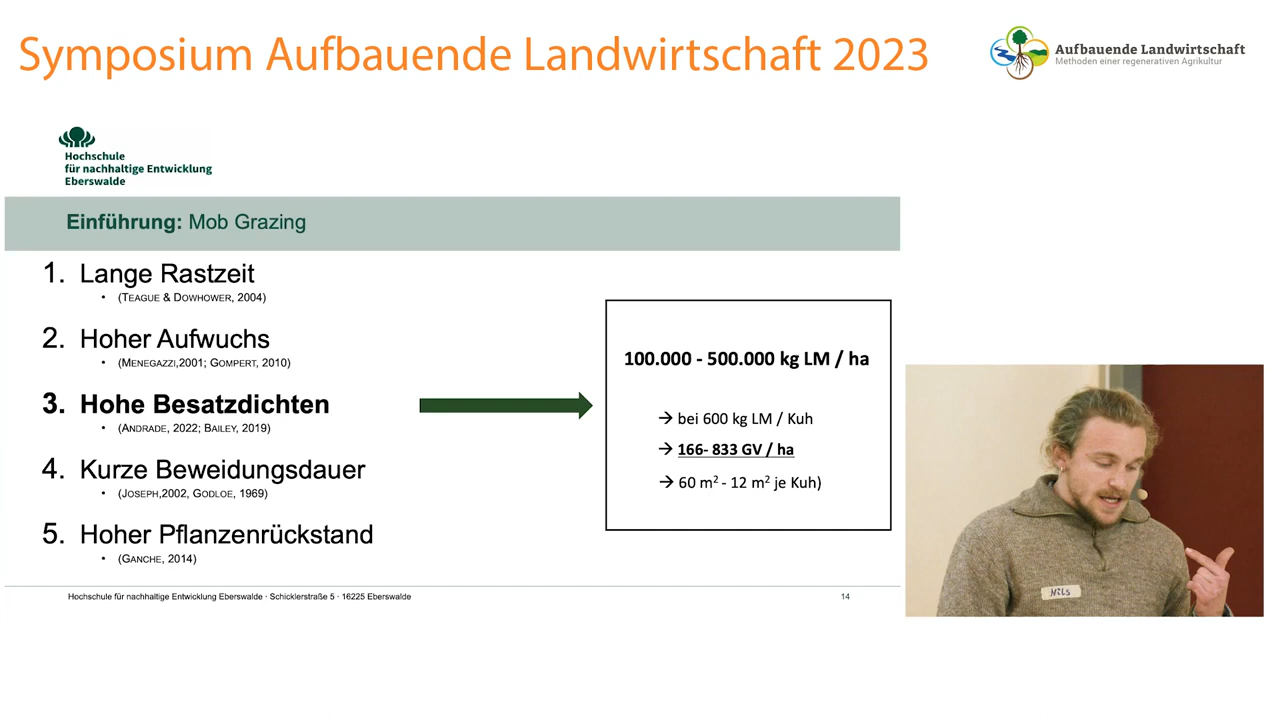 Symposium Aufbauende Landwirtschaft 2023
Aufbauende Landwirtschaft
Methoden einer regenerativen Agrikultur
Hochschule
für nachhaltige Entwicklung
Eberswalde
Einführung: Mob Grazing
1. Lange Rastzeit
• (TEAGUE & DOWHOWER, 2004)
2. Hoher Aufwuchs
• (MENEGAZZI,2001; GOMPERT, 2010)
3. Hohe Besatzdichten
• (ANDRADE, 2022; BAILEY, 2019)
4. Kurze Beweidungsdauer
• (JOSEPH,2002, GODLOE, 1969)
5. Hoher Pflanzenrückstand
• (GANCHE, 2014)
100.000 - 500.000 kg LM / ha
→ bei 600 kg LM / Kuh
→ 166- 833 GV / ha
→ 60 m² - 12 m² je Kuh)
Nils
Hochschule für nachhaltige Entwicklung Eberswalde · Schicklerstraße 5 · 16225 Eberswalde
14